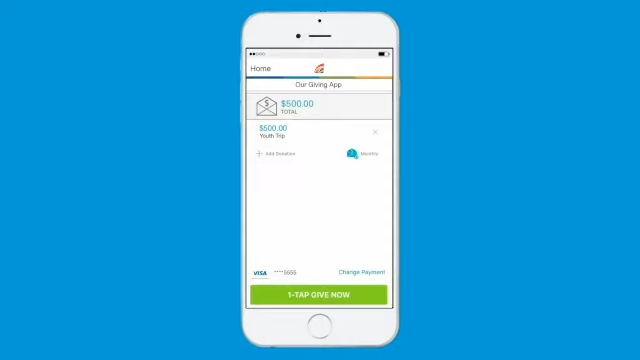 Home
Our Giving App
$
$500.00
TOTAL
$500.00
Youth Trip
Add Donation
Monthly
VISA
****5555
Change Payment
1-TAP GIVE NOW